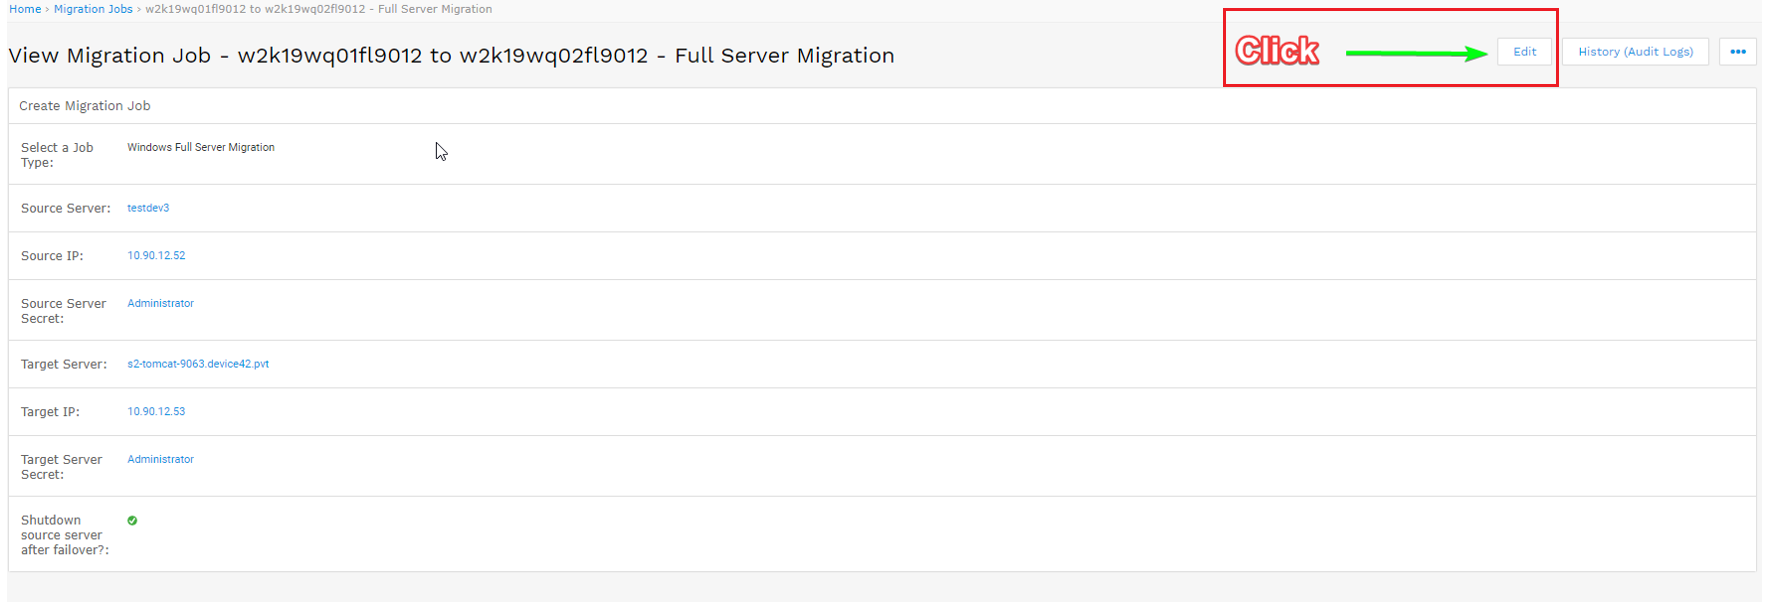 Home › Migration Jobs › w2k19wq01fl9012 to w2k19wq02fl9012 - Full Server Migration
View Migration Job - w2k19wq01fl9012 to w2k19wq02fl9012 - Full Server Migration
Click
Edit
History (Audit Logs)
•••
Create Migration Job
Select a Job
Type:
Windows Full Server Migration
Source Server:
testdev3
Source IP:
10.90.12.52
Source Server
Secret:
Administrator
Target Server:
s2-tomcat-9063.device42.pvt
Target IP:
10.90.12.53
Target Server
Secret:
Administrator
Shutdown
source server
after failover?: